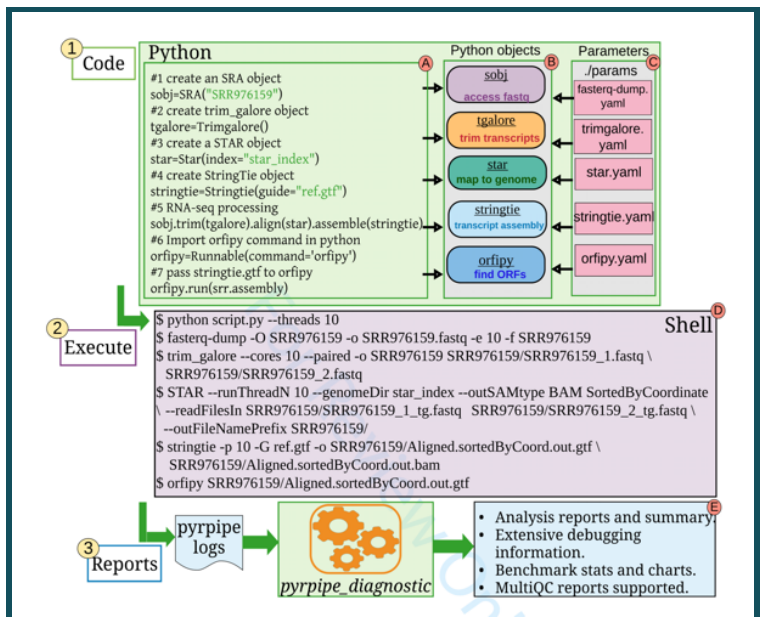 1
Code
Python
A
#1 create an SRA object
sobj=SRA("SRR976159")
#2 create trim_galore object
tgalore=Trimgalore()
#3 create a STAR object
star=Star(index="star_index")
#4 create StringTie object
stringtie=Stringtie(guide="ref.gtf")
#5 RNA-seq processing
sobj.trim(tgalore).align(star).assemble(stringtie)
#6 Import orfipy command in python
orfipy=Runnable(command='orfipy')
#7 pass stringtie.gtf to orfipy
orfipy.run(srr.assembly)
Python objects
B
sobj
access fastq
tgalore
trim transcripts
star
map to genome
stringtie
transcript assembly
orfipy
find ORFs
Parameters
./params
C
fasterq-dump.
yaml
trimgalore.
yaml
star.yaml
stringtie.yaml
orfipy.yaml
2
Execute
D
Shell
$ python script.py --threads 10
$ fasterq-dump -O SRR976159 -o SRR976159.fastq -e 10 -f SRR976159
$ trim_galore --cores 10 --paired -o SRR976159 SRR976159/SRR976159_1.fastq \
SRR976159/SRR976159_2.fastq
$ STAR --runThreadN 10 --genomeDir star_index --outSAMtype BAM SortedByCoordinate
\ --readFilesIn SRR976159/SRR976159_1_tg.fastq SRR976159/SRR976159_2_tg.fastq \
--outFileNamePrefix SRR976159/
$ stringtie -p 10 -G ref.gtf -o SRR976159/Aligned.sortedByCoord.out.gtf \
SRR976159/Aligned.sortedByCoord.out.bam
$ orfipy SRR976159/Aligned.sortedByCoord.out.gtf
3
Reports
pyrpipe
logs
pyrpipe_diagnostic
E
• Analysis reports and summary.
• Extensive debugging
information.
• Benchmark stats and charts.
• MultiQC reports supported.